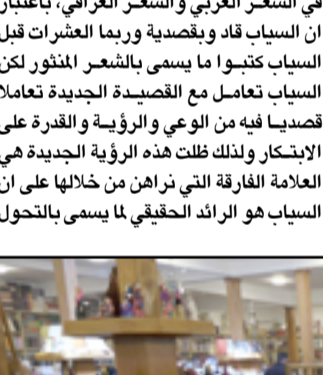 في الشعر العربي والشعر العراقي، باعتبار
ان السياب قاد وبقصدية وربما العشرات قبل
السياب كتبوا ما يسمى بالشعر المنثور لكن
السياب تعامل مع القصيدة الجديدة تعاملا
قصديا فيه من الوعي والرؤية والقدرة على
الابتكار ولذلك ظلت هذه الرؤية الجديدة هي
العلامة الفارقة التي نراهن من خلالها على ان
السياب هو الرائد الحقيقي لما يسمى بالتحول